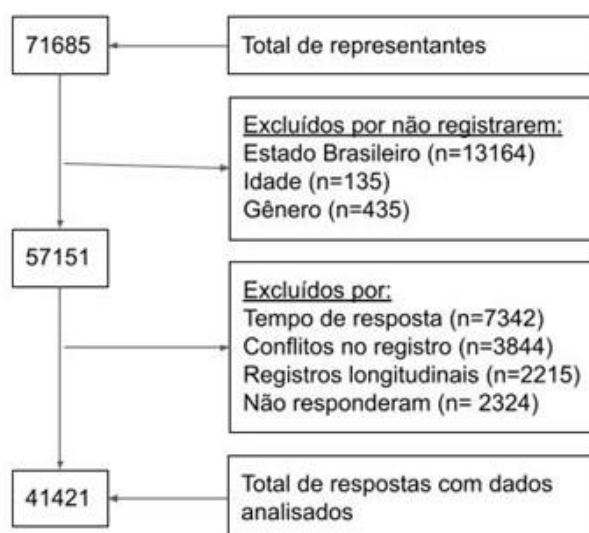 71685
Total de representantes
Excluídos por não registrarem:
Estado Brasileiro (n=13164)
Idade (n=135)
Gênero (n=435)
57151
Excluídos por:
Tempo de resposta (n=7342)
Conflitos no registro (n=3844)
Registros longitudinais (n=2215)
Não responderam (n= 2324)
41421
Total de respostas com dados
analisados